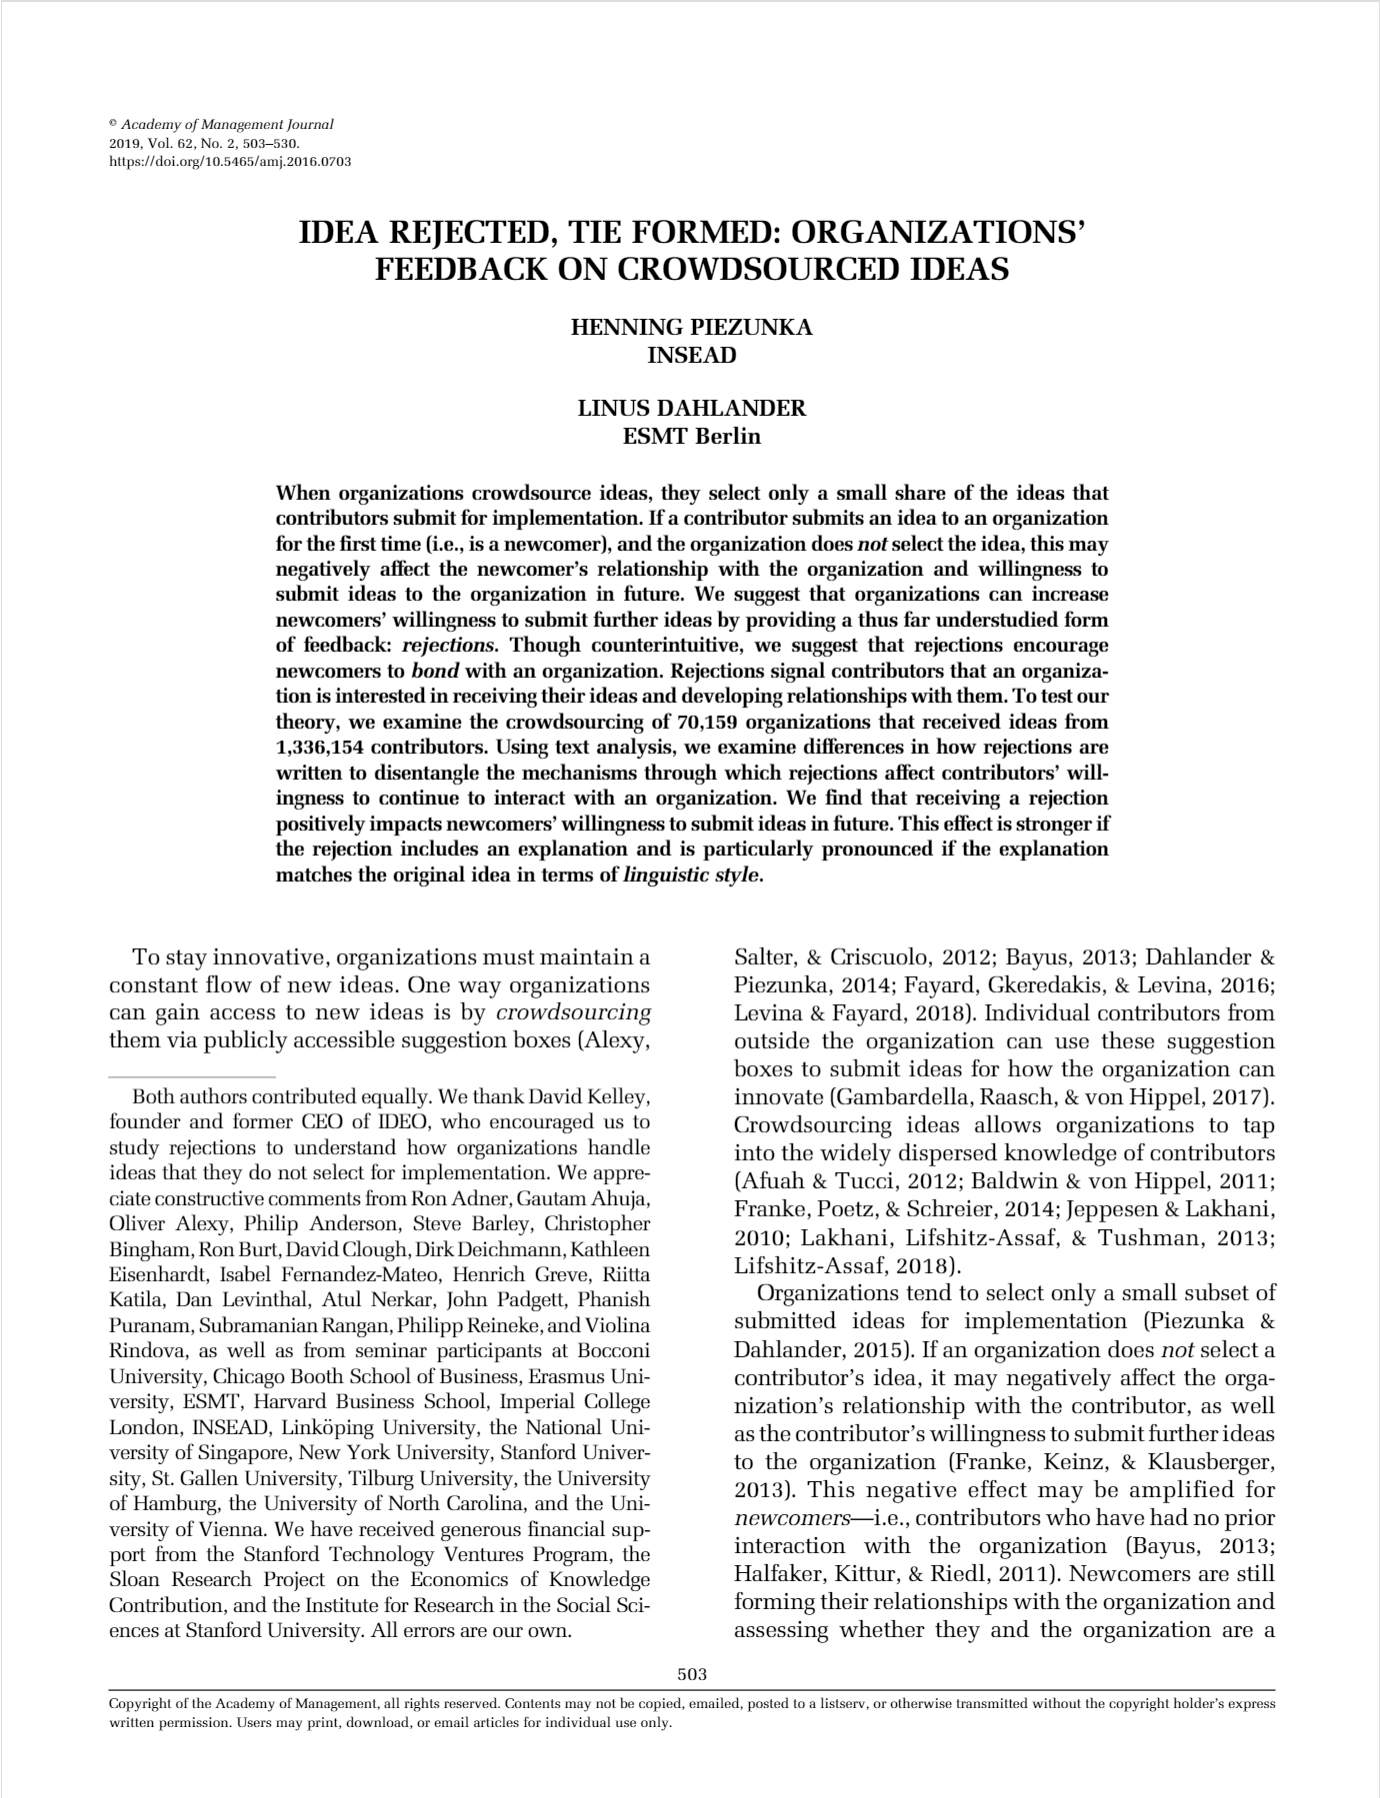 © Academy of Management Journal
2019, Vol. 62, No. 2, 503–530.
https://doi.org/10.5465/amj.2016.0703
IDEA REJECTED, TIE FORMED: ORGANIZATIONS’
FEEDBACK ON CROWDSOURCED IDEAS
HENNING PIEZUNKA
INSEAD
LINUS DAHLANDER
ESMT Berlin
When organizations crowdsource ideas, they select only a small share of the ideas that
contributors submit for implementation. If a contributor submits an idea to an organization
for the first time (i.e., is a newcomer), and the organization does not select the idea, this may
negatively affect the newcomer’s relationship with the organization and willingness to
submit ideas to the organization in future. We suggest that organizations can increase
newcomers’ willingness to submit further ideas by providing a thus far understudied form
of feedback: rejections. Though counterintuitive, we suggest that rejections encourage
newcomers to bond with an organization. Rejections signal contributors that an organiza-
tion is interested in receiving their ideas and developing relationships with them. To test our
theory, we examine the crowdsourcing of 70,159 organizations that received ideas from
1,336,154 contributors. Using text analysis, we examine differences in how rejections are
written to disentangle the mechanisms through which rejections affect contributors’ will-
ingness to continue to interact with an organization. We find that receiving a rejection
positively impacts newcomers’ willingness to submit ideas in future. This effect is stronger if
the rejection includes an explanation and is particularly pronounced if the explanation
matches the original idea in terms of linguistic style.
To stay innovative, organizations must maintain a
constant flow of new ideas. One way organizations
can gain access to new ideas is by crowdsourcing
them via publicly accessible suggestion boxes (Alexy,
Both authors contributed equally. We thank David Kelley,
founder and former CEO of IDEO, who encouraged us to
study rejections to understand how organizations handle
ideas that they do not select for implementation. We appre-
ciate constructive comments from Ron Adner, Gautam Ahuja,
Oliver Alexy, Philip Anderson, Steve Barley, Christopher
Bingham, Ron Burt, David Clough, Dirk Deichmann, Kathleen
Eisenhardt, Isabel Fernandez-Mateo, Henrich Greve, Riitta
Katila, Dan Levinthal, Atul Nerkar, John Padgett, Phanish
Puranam, Subramanian Rangan, Philipp Reineke, and Violina
Rindova, as well as from seminar participants at Bocconi
University, Chicago Booth School of Business, Erasmus Uni-
versity, ESMT, Harvard Business School, Imperial College
London, INSEAD, Linköping University, the National Uni-
versity of Singapore, New York University, Stanford Univer-
sity, St. Gallen University, Tilburg University, the University
of Hamburg, the University of North Carolina, and the Uni-
versity of Vienna. We have received generous financial sup-
port from the Stanford Technology Ventures Program, the
Sloan Research Project on the Economics of Knowledge
Contribution, and the Institute for Research in the Social Sci-
ences at Stanford University. All errors are our own.
Salter, & Criscuolo, 2012; Bayus, 2013; Dahlander &
Piezunka, 2014; Fayard, Gkeredakis, & Levina, 2016;
Levina & Fayard, 2018). Individual contributors from
outside the organization can use these suggestion
boxes to submit ideas for how the organization can
innovate (Gambardella, Raasch, & von Hippel, 2017).
Crowdsourcing ideas allows organizations to tap
into the widely dispersed knowledge of contributors
(Afuah & Tucci, 2012; Baldwin & von Hippel, 2011;
Franke, Poetz, & Schreier, 2014; Jeppesen & Lakhani,
2010; Lakhani, Lifshitz-Assaf, & Tushman, 2013;
Lifshitz-Assaf, 2018).
Organizations tend to select only a small subset of
submitted ideas for implementation (Piezunka &
Dahlander, 2015). If an organization does not select a
contributor’s idea, it may negatively affect the orga-
nization’s relationship with the contributor, as well
as the contributor’s willingness to submit further ideas
to the organization (Franke, Keinz, & Klausberger,
2013). This negative effect may be amplified for
newcomers—i.e., contributors who have had no prior
interaction with the organization (Bayus, 2013;
Halfaker, Kittur, & Riedl, 2011). Newcomers are still
forming their relationships with the organization and
assessing whether they and the organization are a
503
Copyright of the Academy of Management, all rights reserved. Contents may not be copied, emailed, posted to a listserv, or otherwise transmitted without the copyright holder’s express
written permission. Users may print, download, or email articles for individual use only.